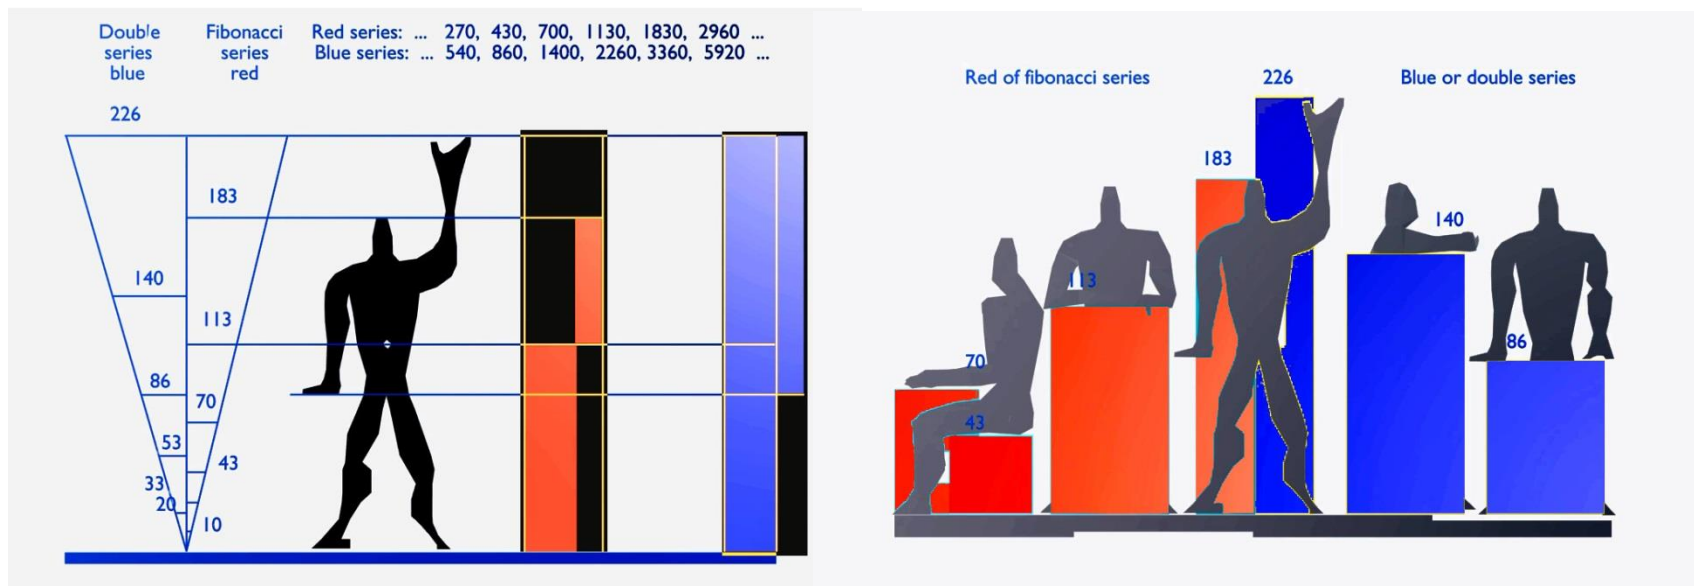 Double
series
blue
Fibonacci
series
red
Red series: ... 270, 430, 700, 1130, 1830, 2960 ...
Blue series: ... 540, 860, 1400, 2260, 3360, 5920 ...
226
183
140
113
86
70
53
43
33
20
10
Red of fibonacci series
226
Blue or double series
183
140
113
86
70
43